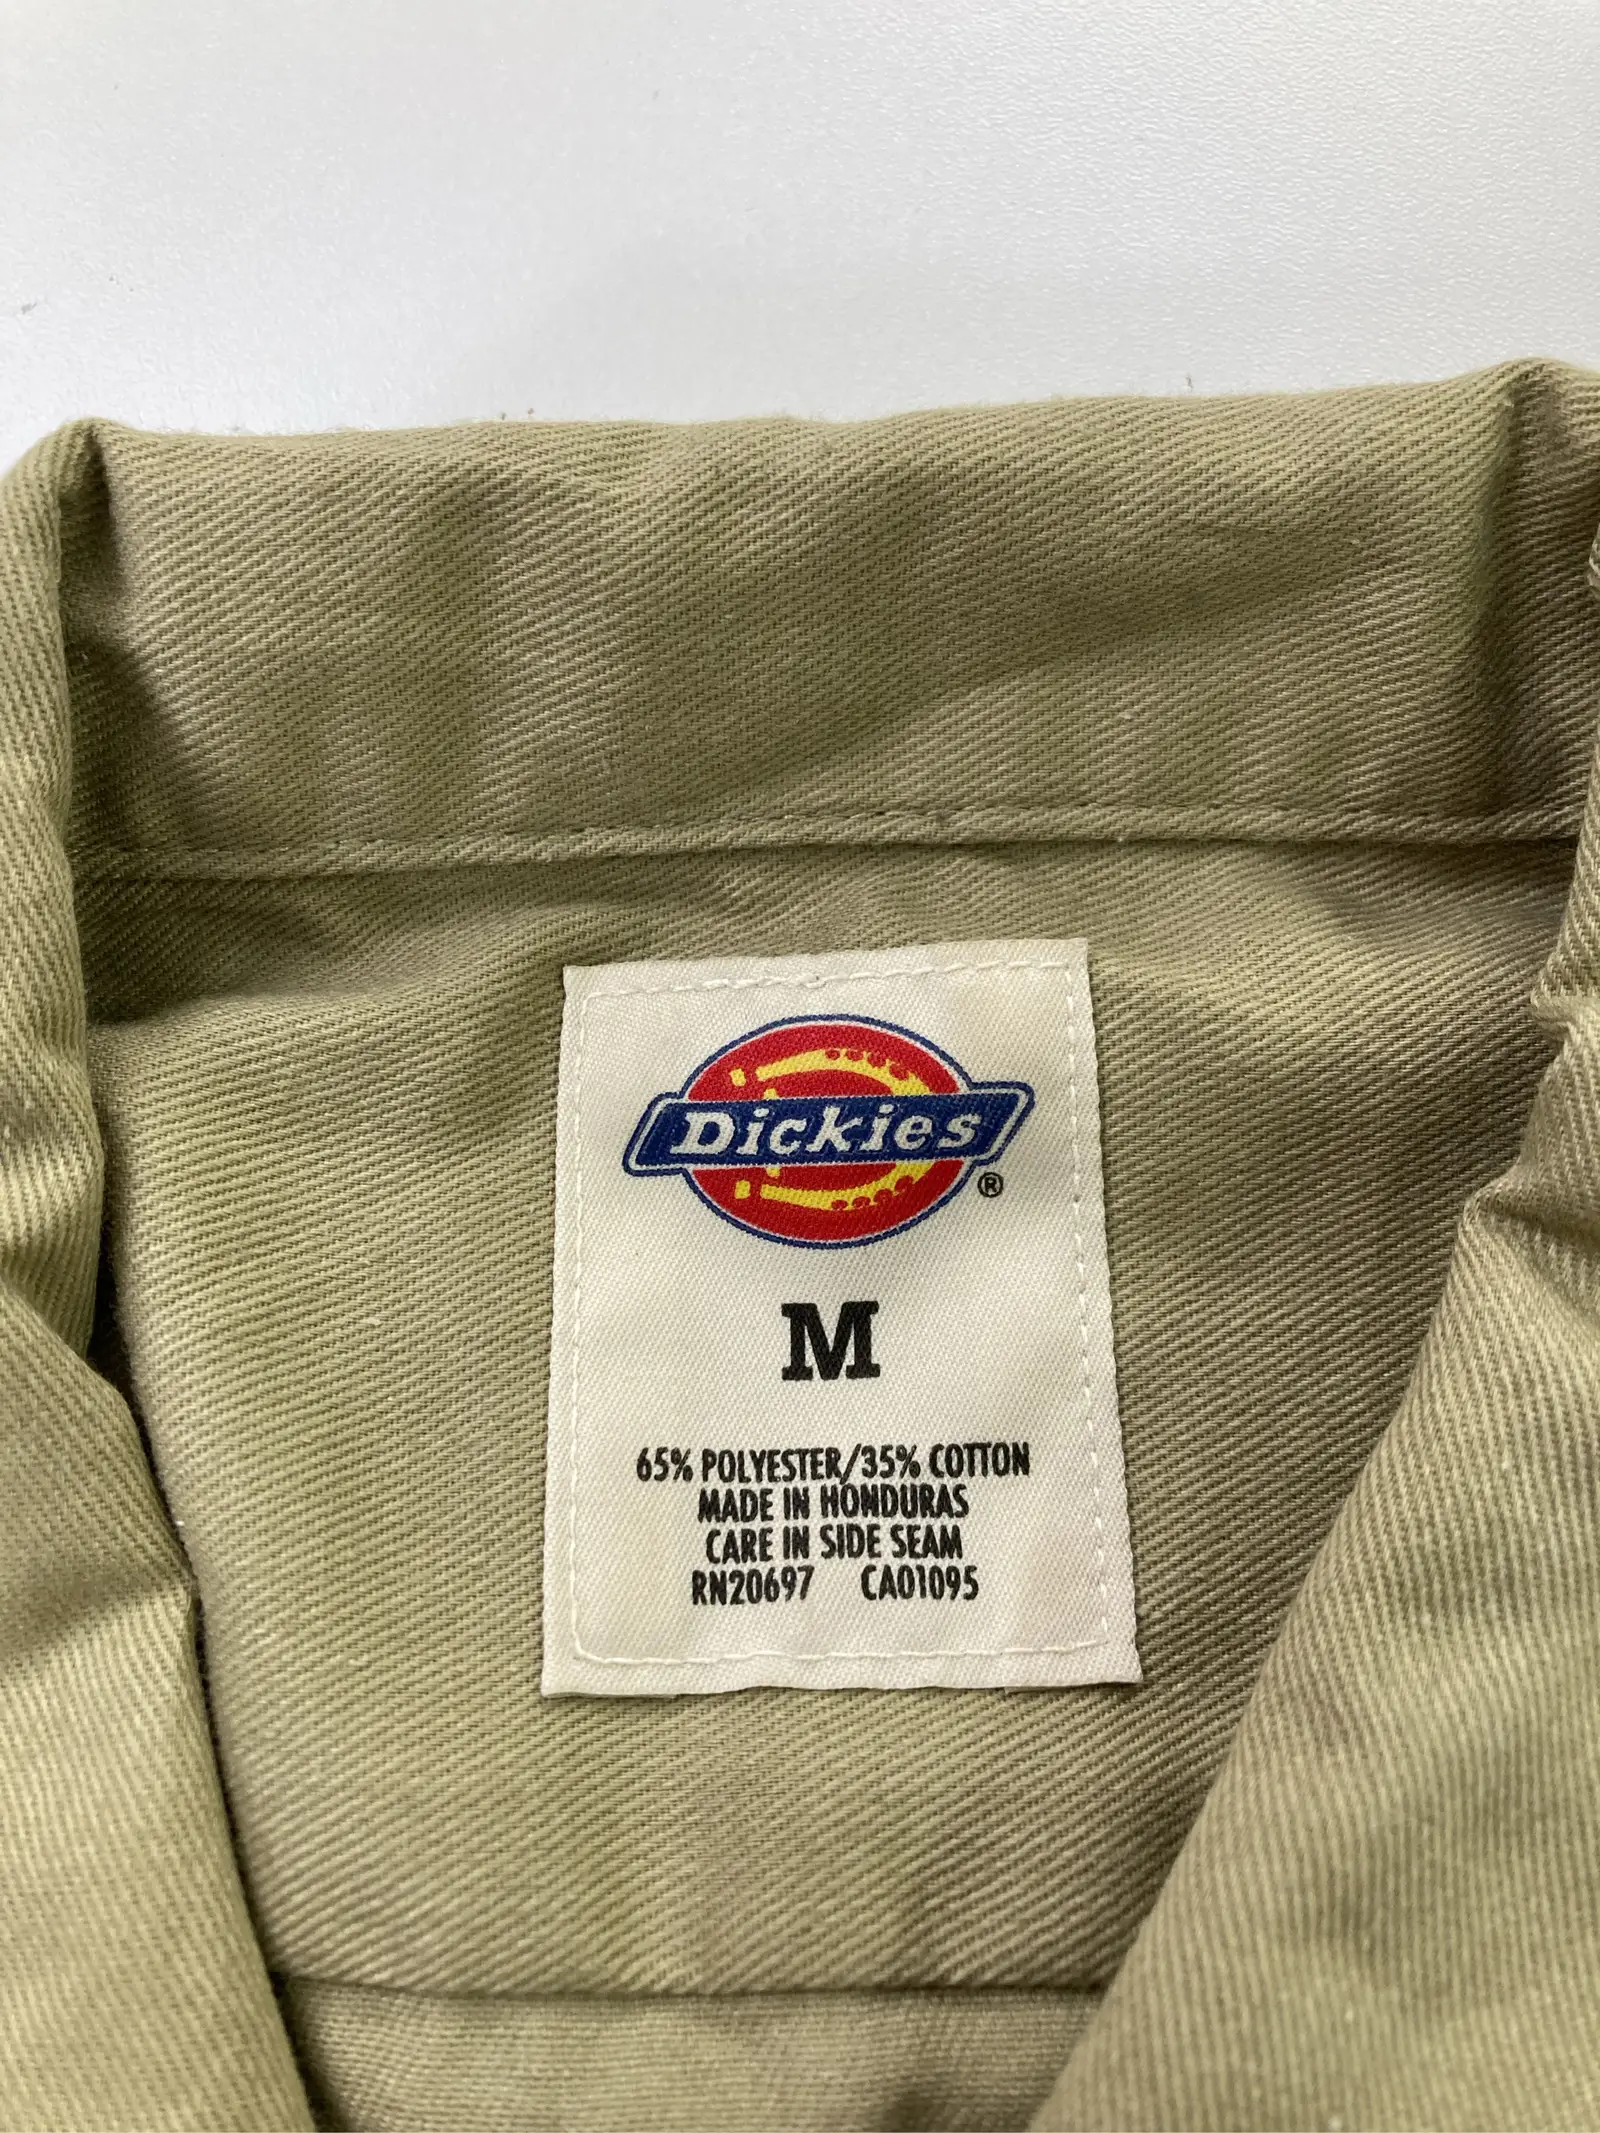 Dickies
®
M
65% POLYESTER/35% COTTON
MADE IN HONDURAS
CARE IN SIDE SEAM
RN20697 CA01095